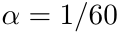 α = 1/60